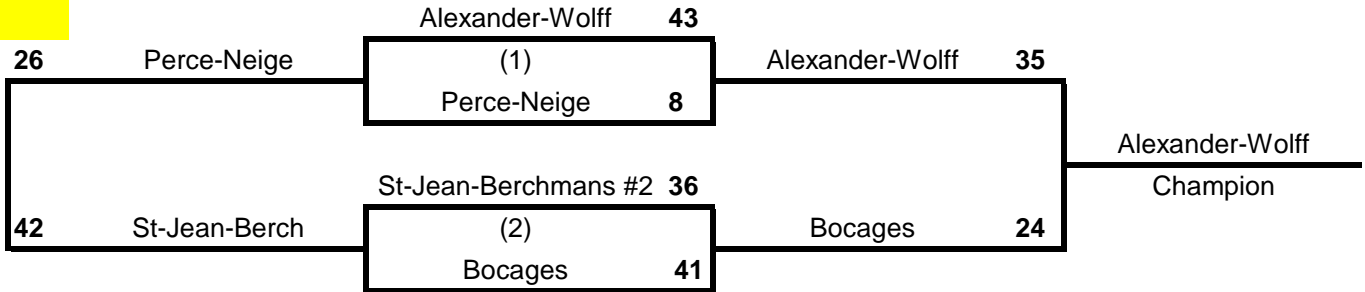 Alexander-Wolff 43
26 Perce-Neige (1) Alexander-Wolff 35
Perce-Neige 8
Alexander-Wolff
St-Jean-Berchmans #2 36 Champion
42 St-Jean-Berch (2) Bocages 24
Bocages 41